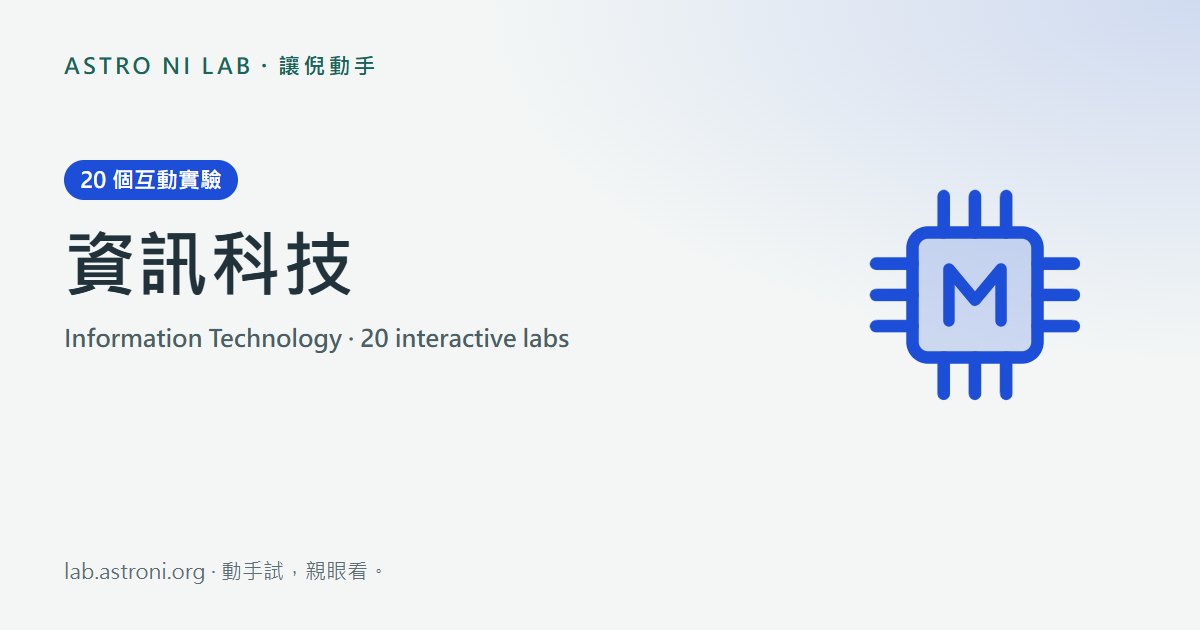 ASTRO NI LAB · 讓倪動手
20 個互動實驗
資訊科技
Information Technology · 20 interactive labs
M
lab.astroni.org · 動手試，親眼看。